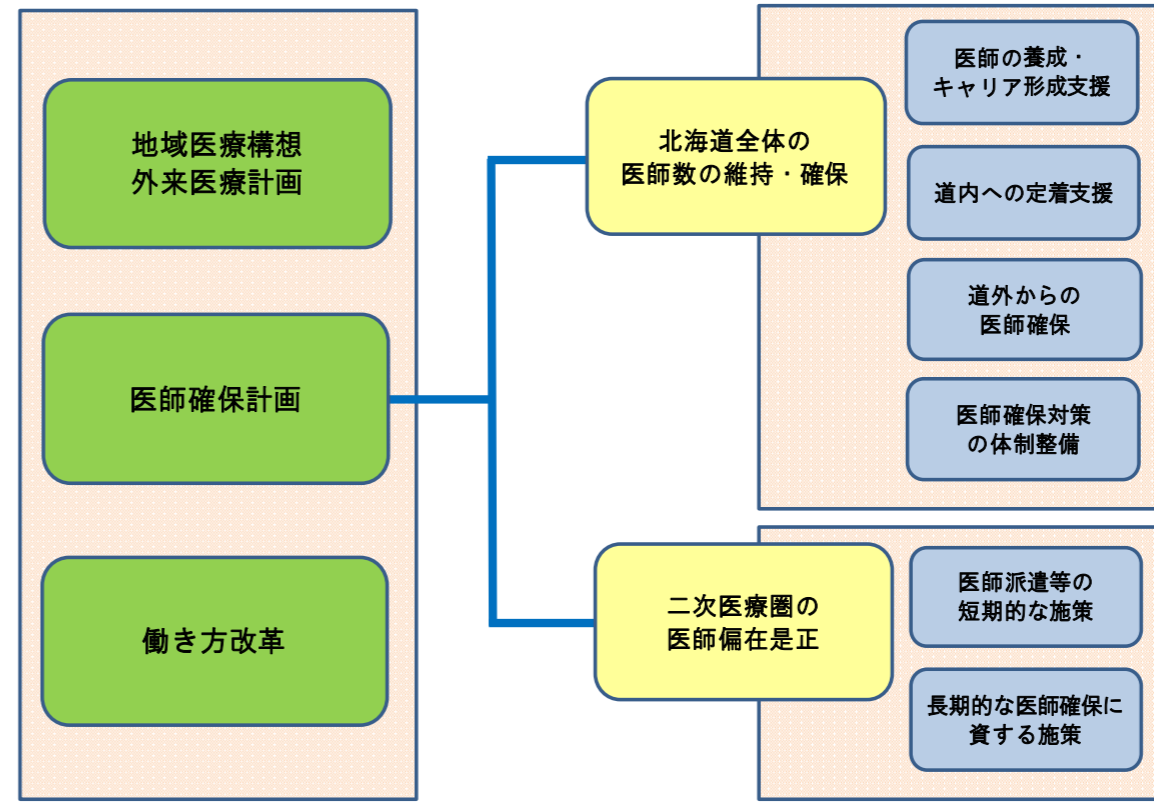 地域医療構想
外来医療計画
医師確保計画
働き方改革
北海道全体の
医師数の維持・確保
二次医療圏の
医師偏在是正
医師の養成・
キャリア形成支援
道内への定着支援
道外からの
医師確保
医師確保対策
の体制整備
医師派遣等の
短期的な施策
長期的な医師確保に
資する施策